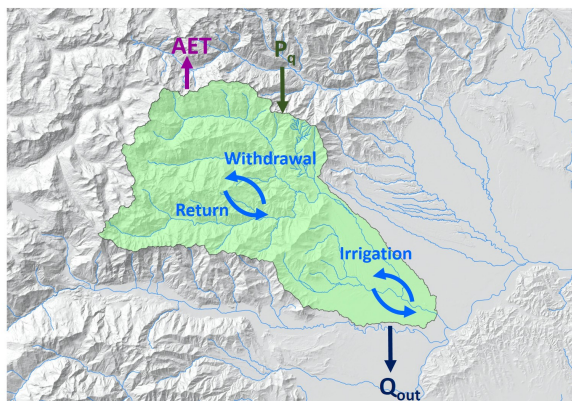 AET
Pq
Withdrawal
Return
Irrigation
Qout